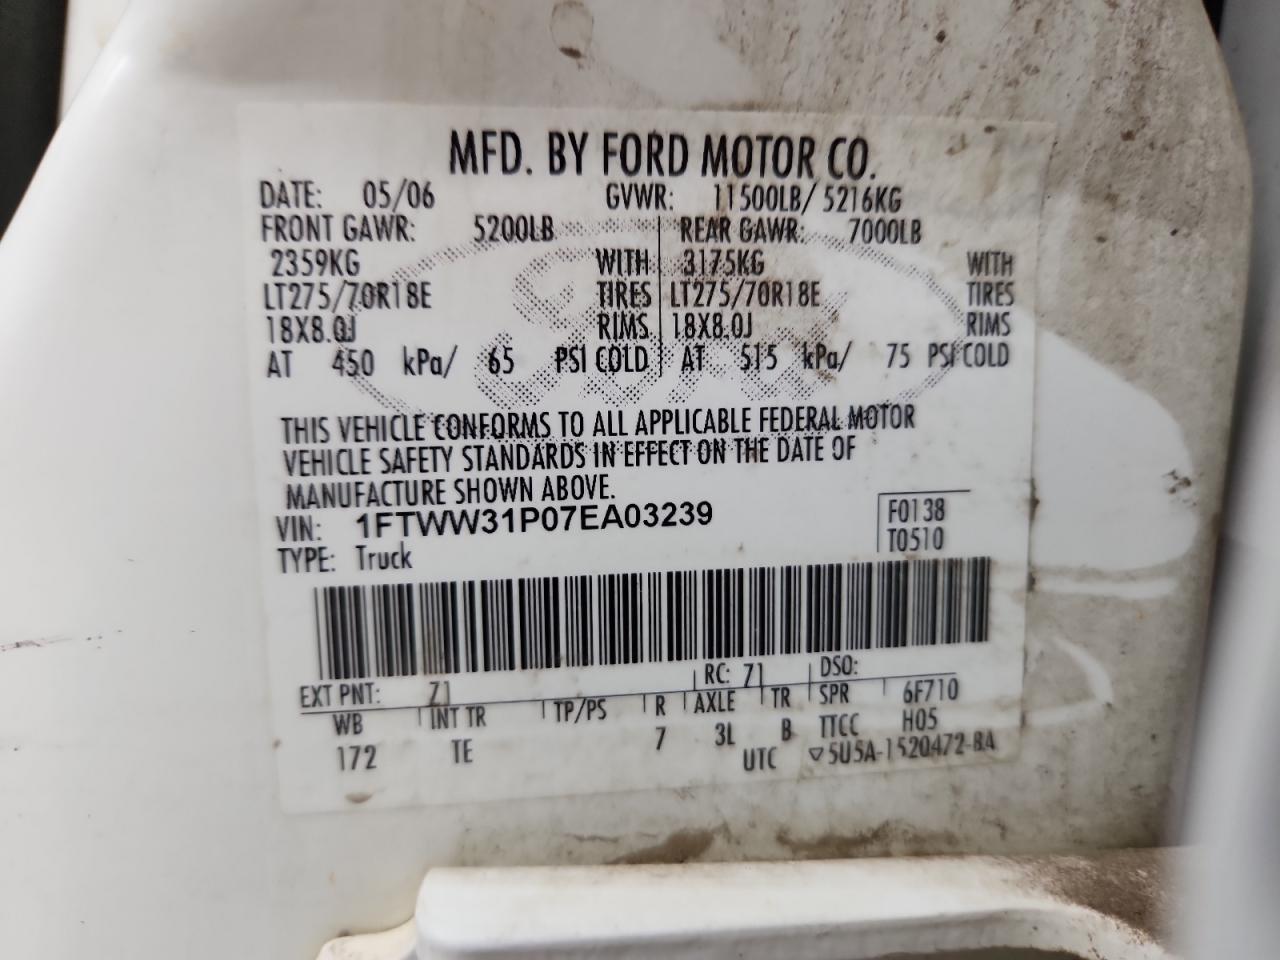 MFD. BY FORD MOTOR CO.
DATE: 05/06 GVWR: 11500LB/ 5216KG
FRONT GAWR: 5200LB REAR GAWR: 7000LB
2359KG WITH 3175KG WITH
LT275/70R18E TIRES LT275/70R18E TIRES
18X8.0J RIMS 18X8.0J RIMS
AT 450 kPa/ 65 PSI COLD AT 515 kPa/ 75 PSI COLD
THIS VEHICLE CONFORMS TO ALL APPLICABLE FEDERAL MOTOR
VEHICLE SAFETY STANDARDS IN EFFECT ON THE DATE OF
MANUFACTURE SHOWN ABOVE.
VIN: 1FTWW31P07EA03239 F0138
TYPE: Truck T0510
EXT PNT: Z1 RC: 71 DSO:
WB INT TR TP/PS R AXLE TR SPR 6F710
172 TE 7 3L B TTCC H05
UTC ▽5U5A-1520472-BA